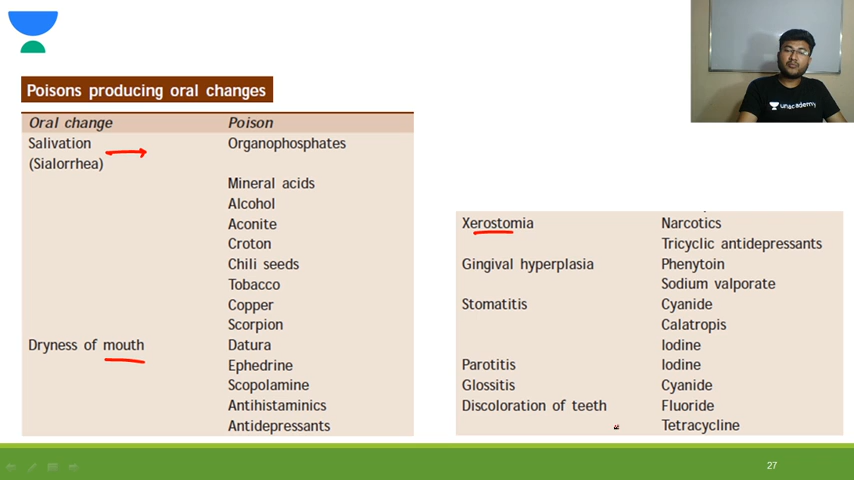 unacademy
Poisons producing oral changes
Oral change Poison
Salivation Organophosphates
(Sialorrhea)
Mineral acids
Alcohol
Aconite
Croton
Chili seeds
Tobacco
Copper
Scorpion
Dryness of mouth Datura
Ephedrine
Scopolamine
Antihistaminics
Antidepressants
Xerostomia Narcotics
Tricyclic antidepressants
Gingival hyperplasia Phenytoin
Sodium valporate
Stomatitis Cyanide
Calatropis
Iodine
Parotitis Iodine
Glossitis Cyanide
Discoloration of teeth Fluoride
Tetracycline
27